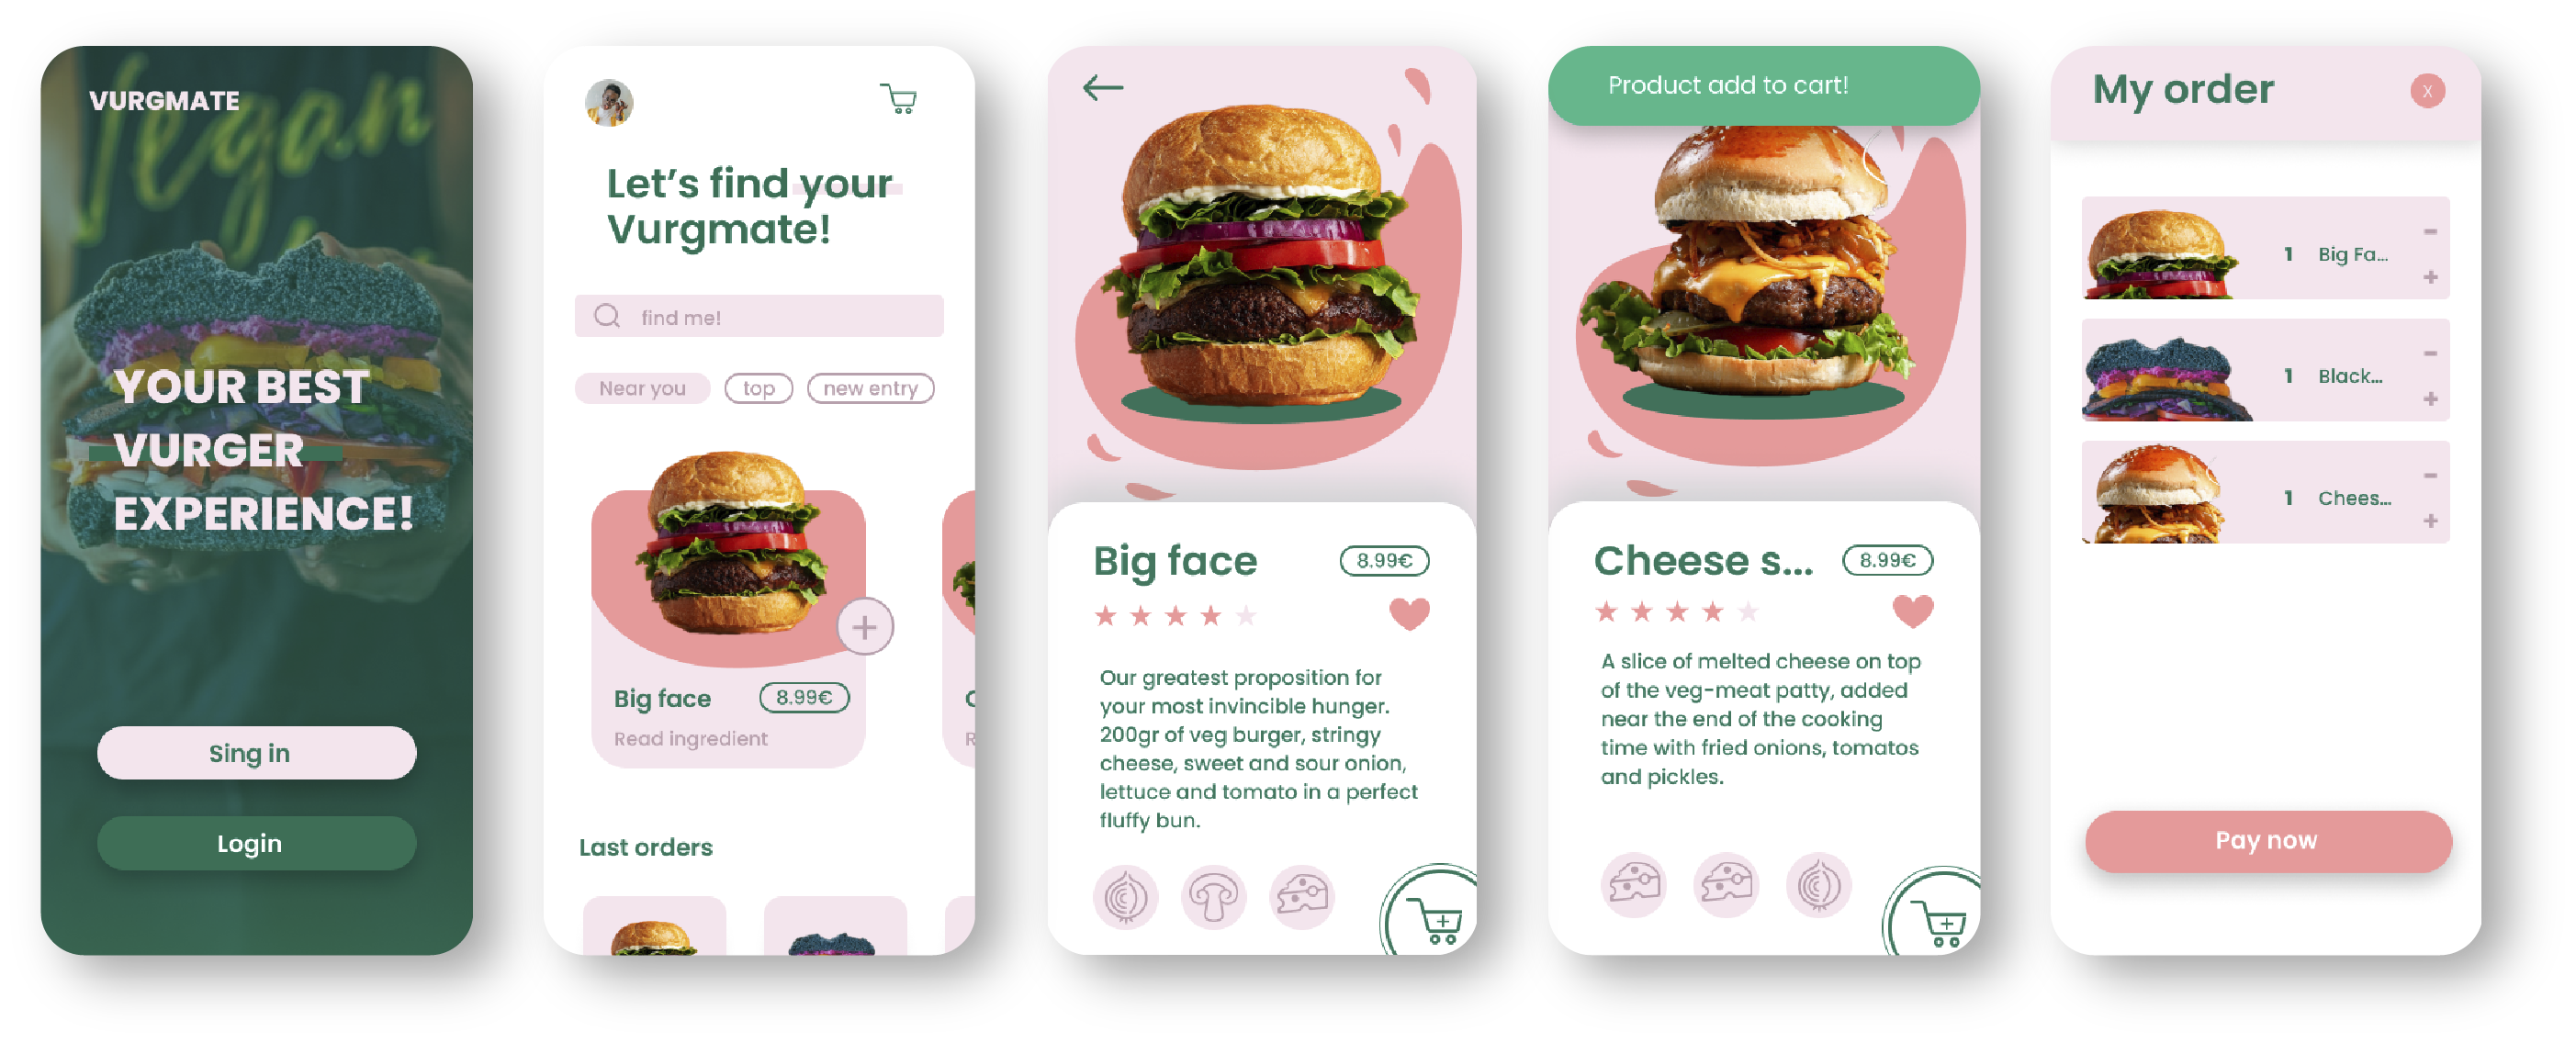 Vegan
VURGMATE
YOUR BEST
VURGER
EXPERIENCE!
Sing in
Login
Let's find your
Vurgmate!
find me!
Near you
top
new entry
Big face
8.99€
Read ingredient
Last orders
Big face
8.99€
Our greatest proposition for
your most invincible hunger.
200gr of veg burger, stringy
cheese, sweet and sour onion,
lettuce and tomato in a perfect
fluffy bun.
Product add to cart!
Cheese s...
8.99€
A slice of melted cheese on top
of the veg-meat patty, added
near the end of the cooking
time with fried onions, tomatos
and pickles.
My order
X
1 Big Fa...
1 Black...
1 Chees...
Pay now